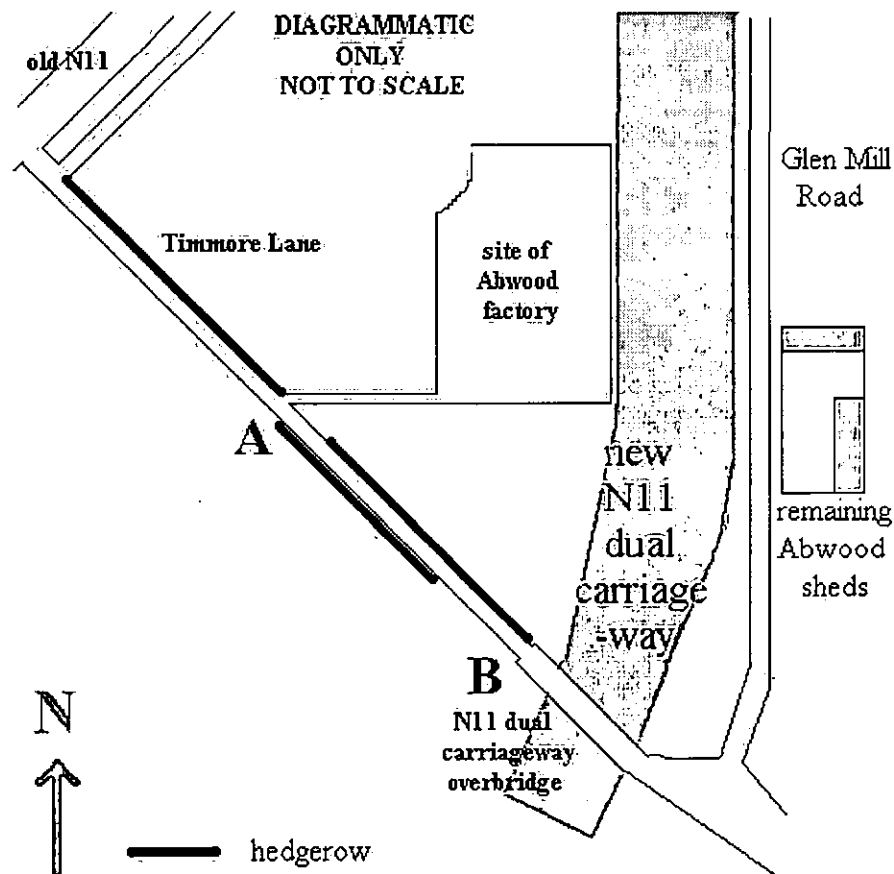 DIAGRAMMATIC
ONLY
NOT TO SCALE
old N11
Glen Mill
Road
Timmore Lane
site of
Abwood
factory
A
new
N11
dual
carriage
-way
remaining
Abwood
sheds
B
N11 dual
carriageway
overbridge
N
hedgerow